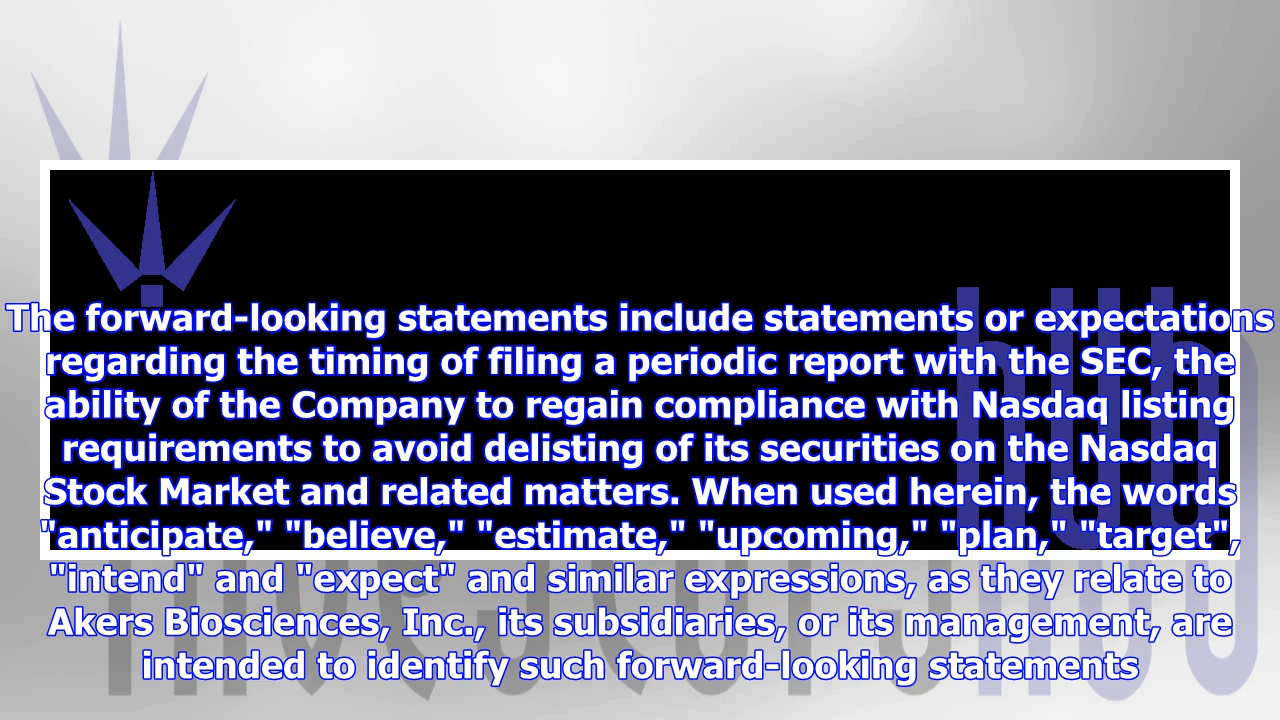 The forward-looking statements include statements or expectations
regarding the timing of filing a periodic report with the SEC, the
ability of the Company to regain compliance with Nasdaq listing
requirements to avoid delisting of its securities on the Nasdaq
Stock Market and related matters. When used herein, the words
"anticipate," "believe," "estimate," "upcoming," "plan," "target",
"intend" and "expect" and similar expressions, as they relate to
Akers Biosciences, Inc., its subsidiaries, or its management, are
intended to identify such forward-looking statements
hub